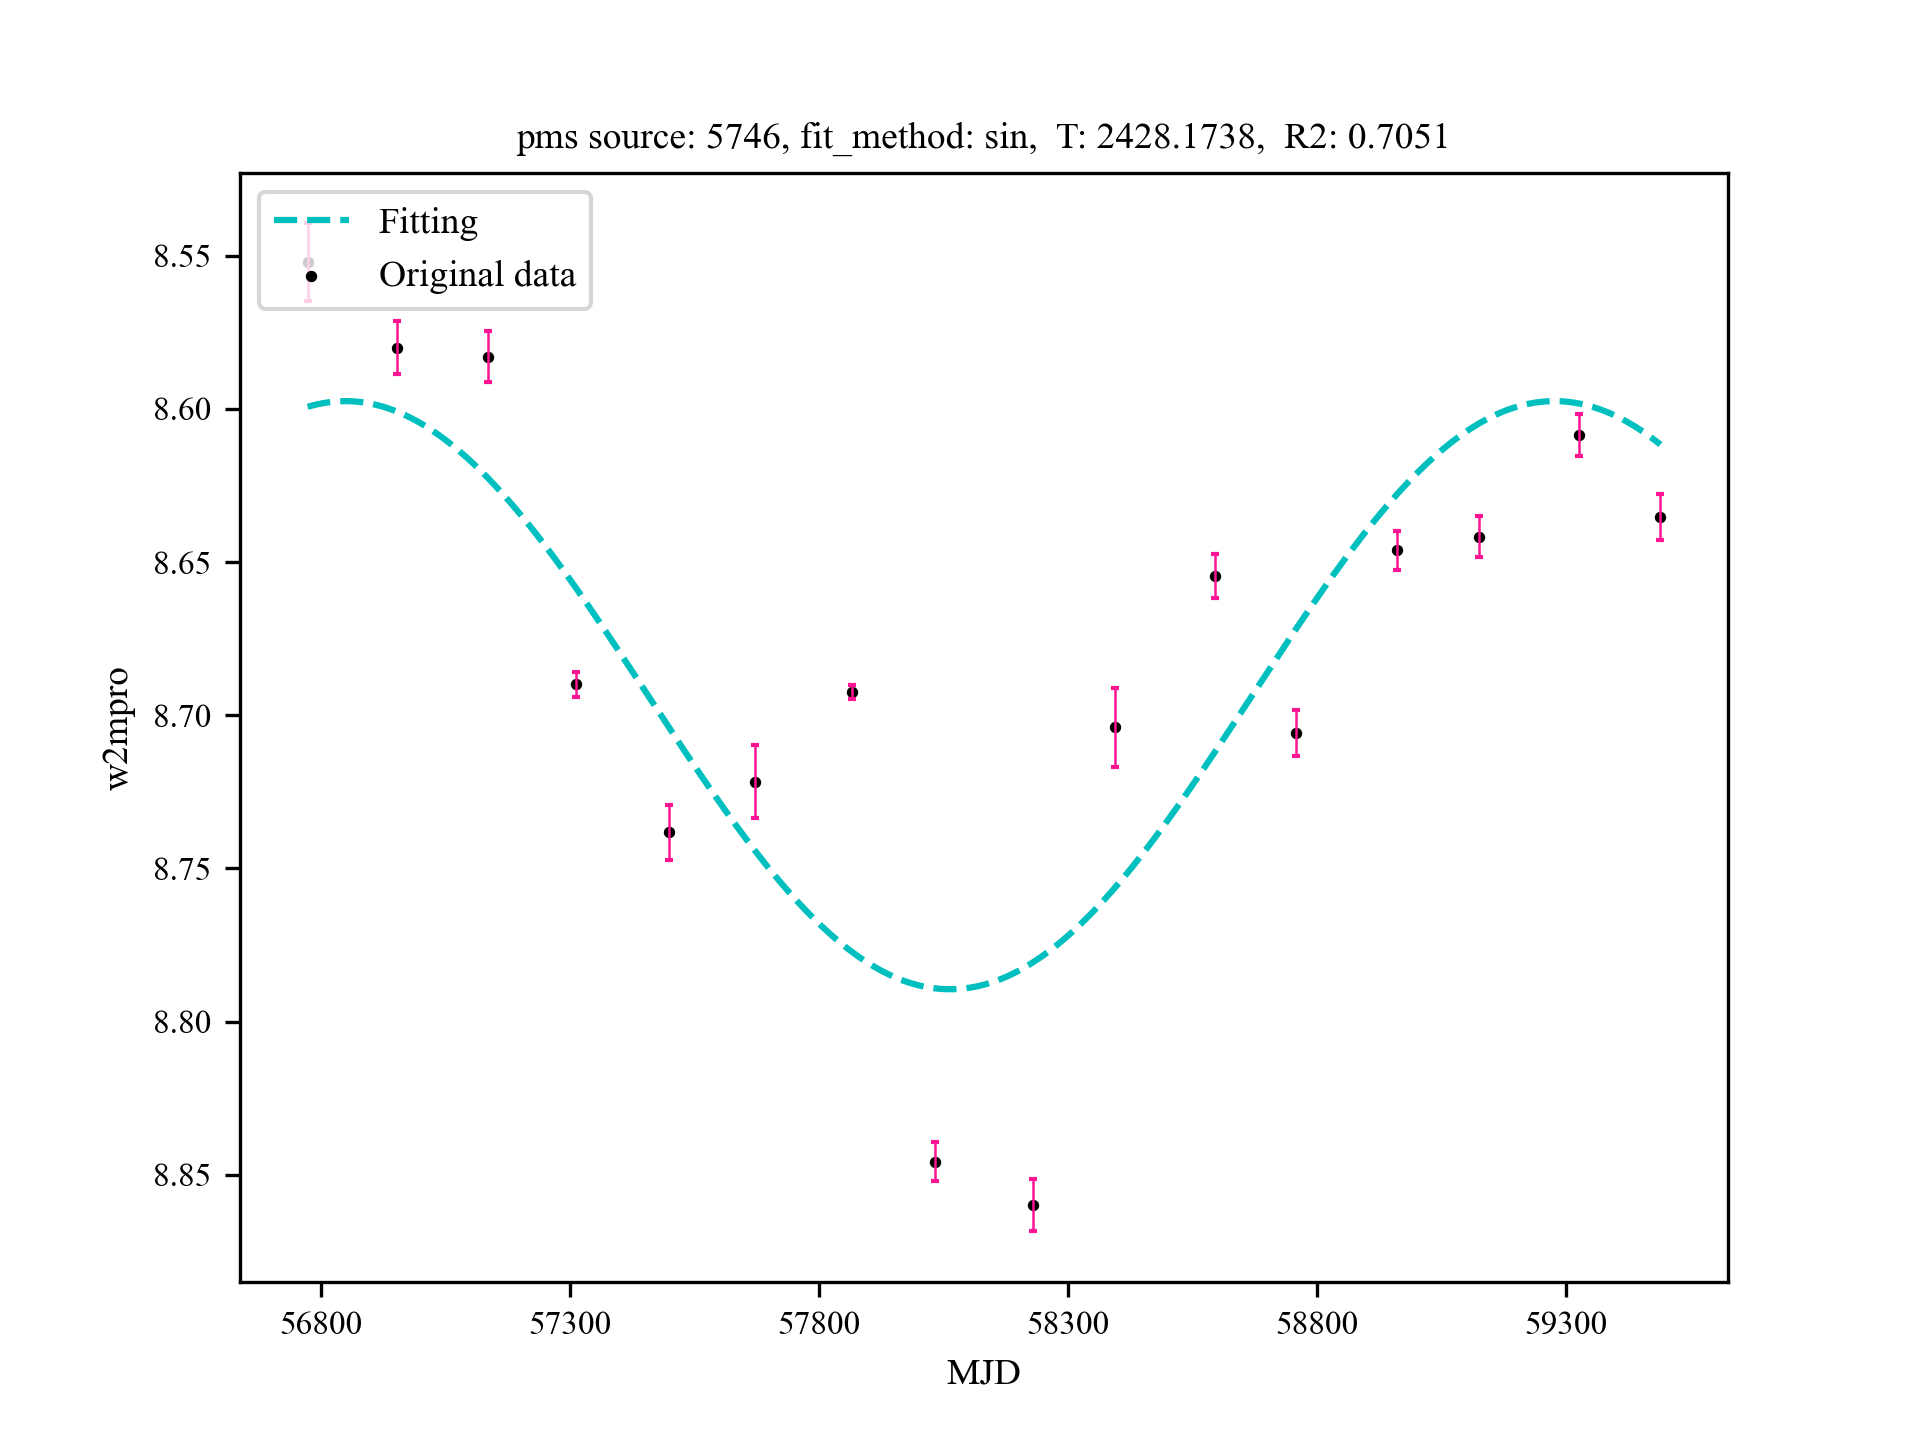 pms source: 5746, fit_method: sin,  T: 2428.1738,  R2: 0.7051
Fitting
Original data
8.55
8.60
8.65
8.70
8.75
8.80
8.85
w2mpro
56800
57300
57800
58300
58800
59300
MJD